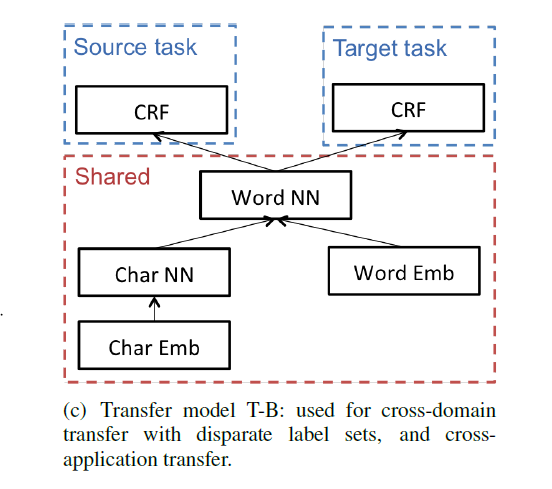 Source task
Target task
CRF
CRF
Shared
Word NN
Char NN
Word Emb
Char Emb
(c) Transfer model T-B: used for cross-domain
transfer with disparate label sets, and cross-
application transfer.